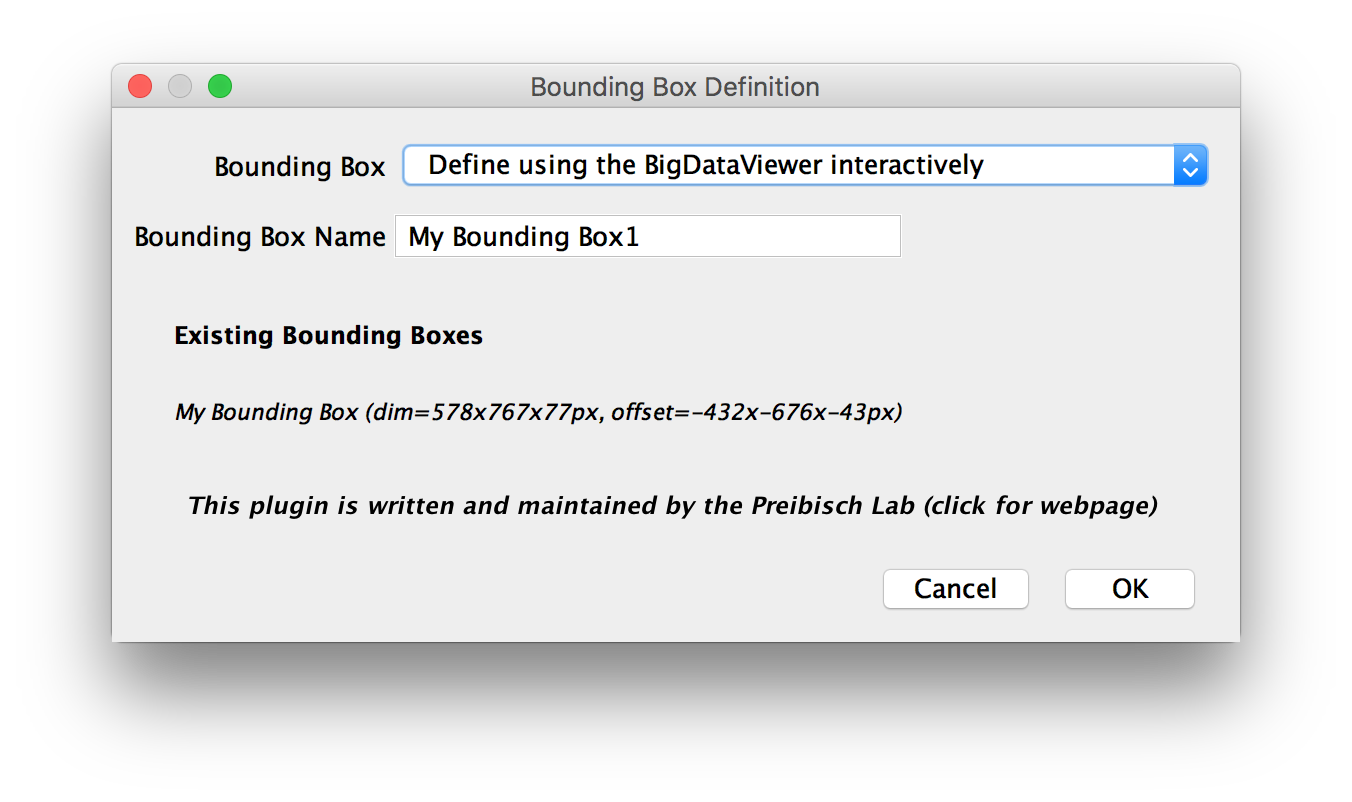 Bounding Box Definition
Bounding Box Define using the BigDataViewer interactively
Bounding Box Name My Bounding Box1
Existing Bounding Boxes
My Bounding Box (dim=578x767x77px, offset=-432x-676x-43px)
This plugin is written and maintained by the Preibisch Lab (click for webpage)
Cancel OK